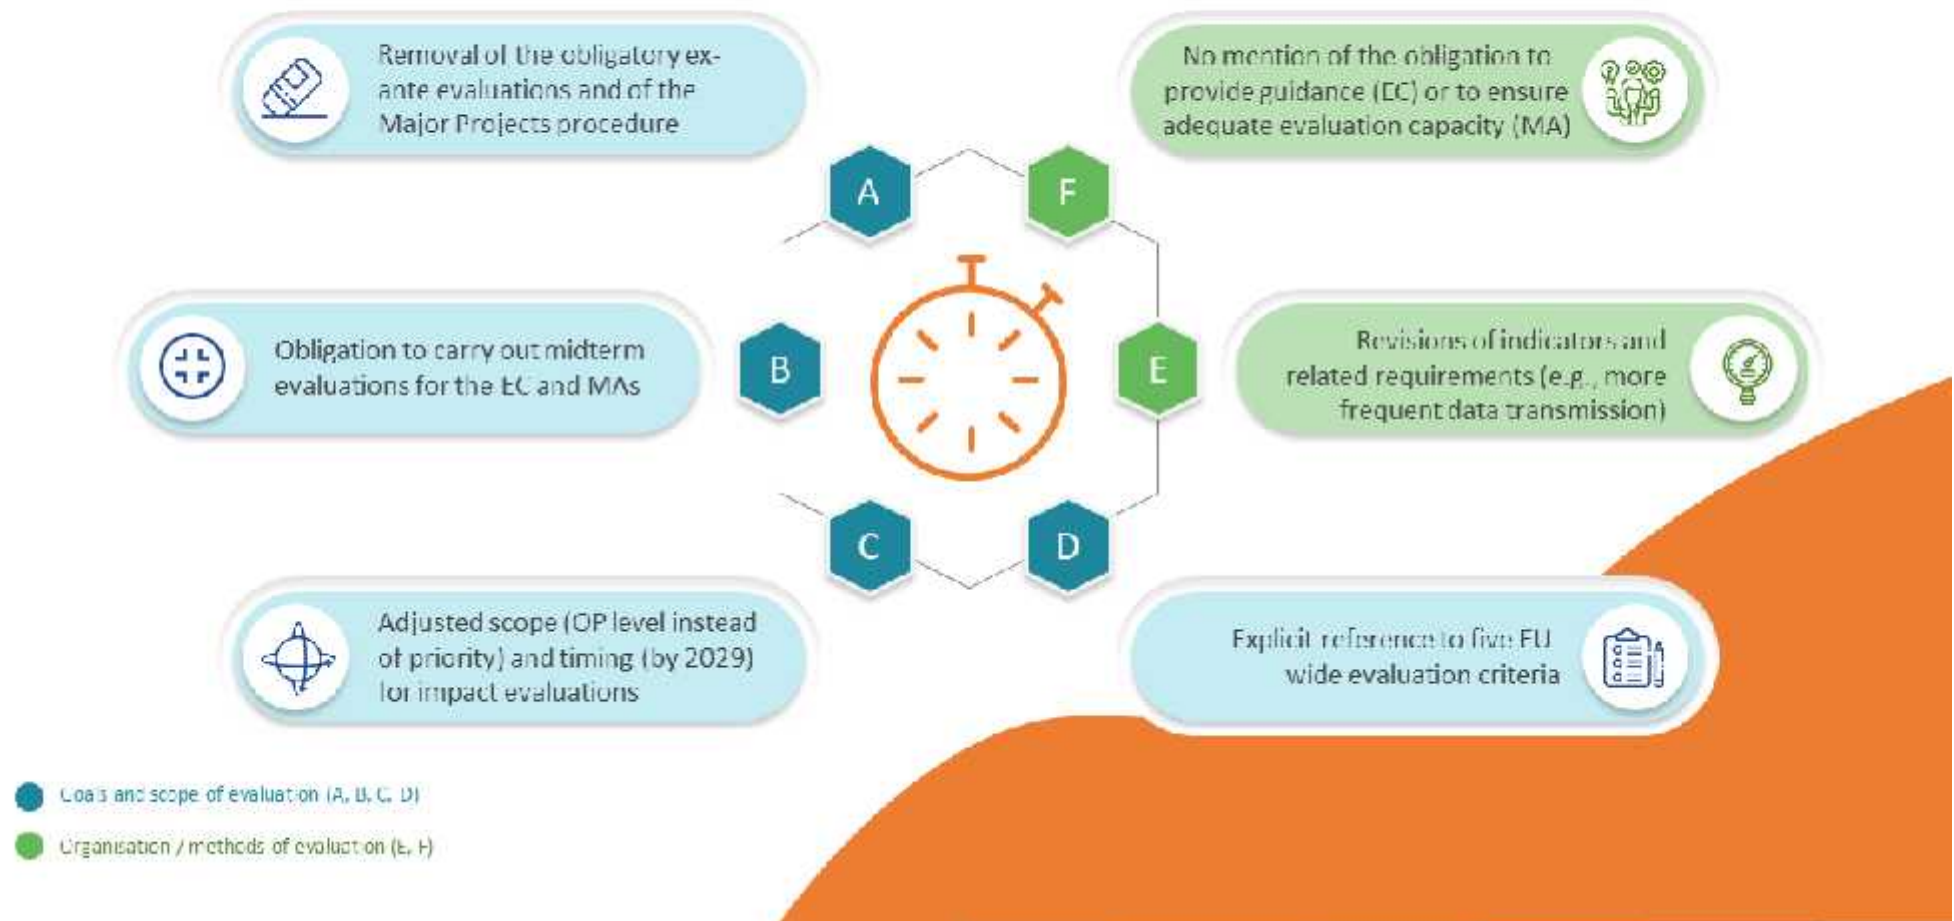 Removal of the obligatory ex-
ante evaluations and of the
Major Projects procedure
No mention of the obligation to
provide guidance (EC) or to ensure
adequate evaluation capacity (MA)
A
F
Obligation to carry out midterm
evaluations for the EC and MAs
B
E
Revisions of indicators and
related requirements (e.g., more
frequent data transmission)
C
D
Adjusted scope (OP level instead
of priority) and timing (by 2029)
for impact evaluations
Explicit reference to five EU
wide evaluation criteria
Goals and scope of evaluation (A, B, C, D)
Organisation / methods of evaluation (E, F)